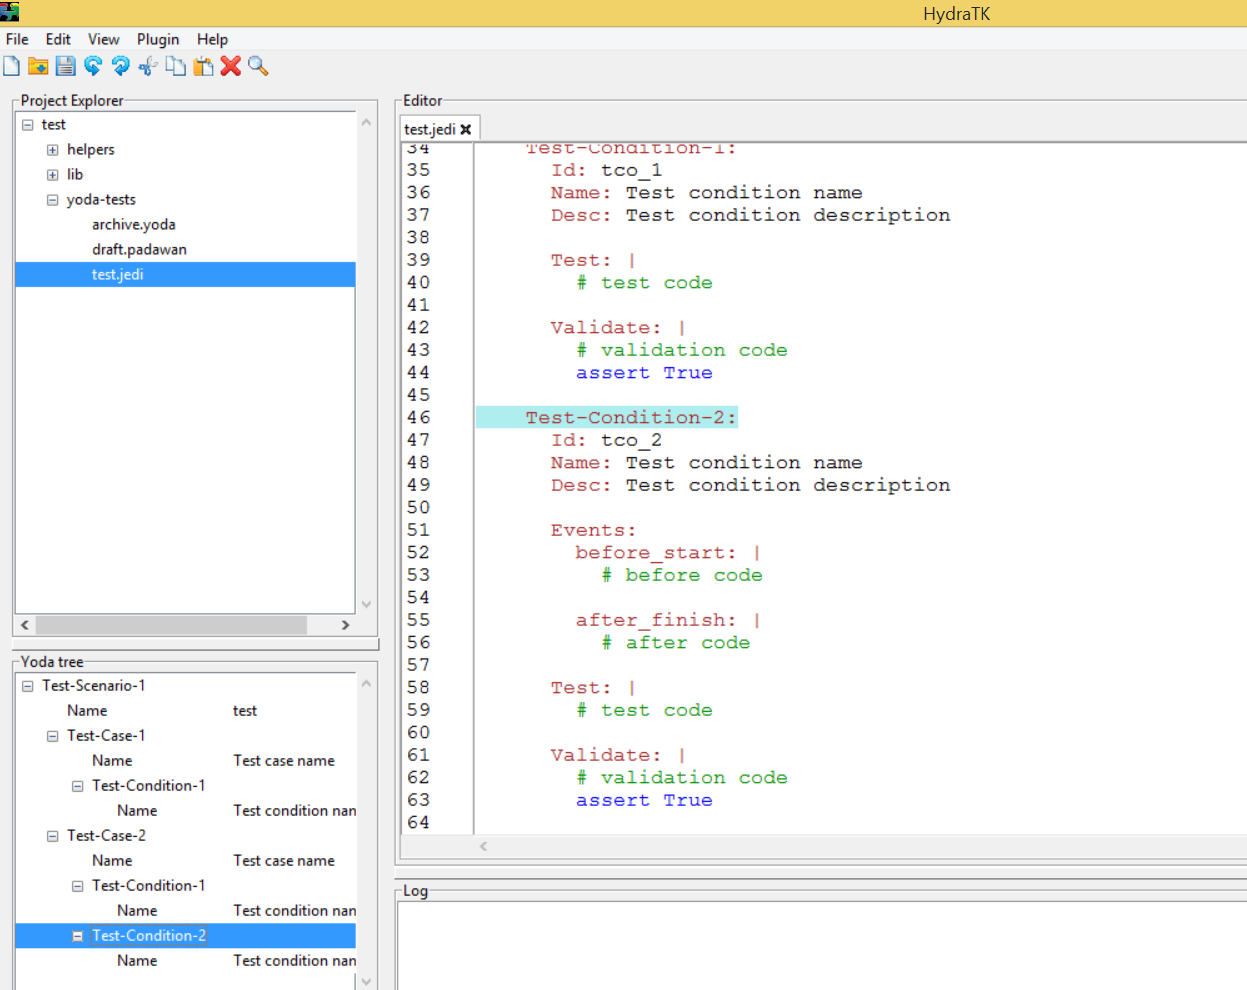 HydraTK
File Edit View Plugin Help
Project Explorer
test
helpers
lib
yoda-tests
archive.yoda
draft.padawan
test.jedi
Yoda tree
Test-Scenario-1
Name test
Test-Case-1
Name Test case name
Test-Condition-1
Name Test condition nan
Test-Case-2
Name Test case name
Test-Condition-1
Name Test condition nan
Test-Condition-2
Name Test condition nan
Editor
test.jedi
34 Test-Condition-1:
35 Id: tco_1
36 Name: Test condition name
37 Desc: Test condition description
38
39 Test: |
40 # test code
41
42 Validate: |
43 # validation code
44 assert True
45
46 Test-Condition-2:
47 Id: tco_2
48 Name: Test condition name
49 Desc: Test condition description
50
51 Events:
52 before_start: |
53 # before code
54
55 after_finish: |
56 # after code
57
58 Test: |
59 # test code
60
61 Validate: |
62 # validation code
63 assert True
64
Log